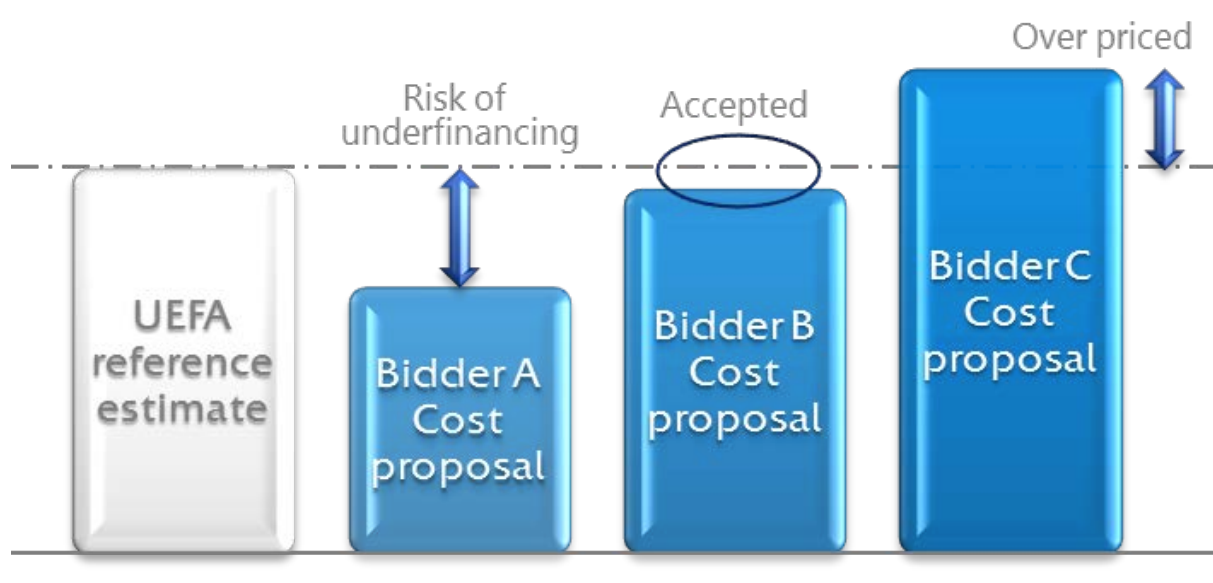 Over priced
Risk of
underfinancing
Accepted
UEFA
reference
estimate
Bidder A
Cost
proposal
Bidder B
Cost
proposal
Bidder C
Cost
proposal